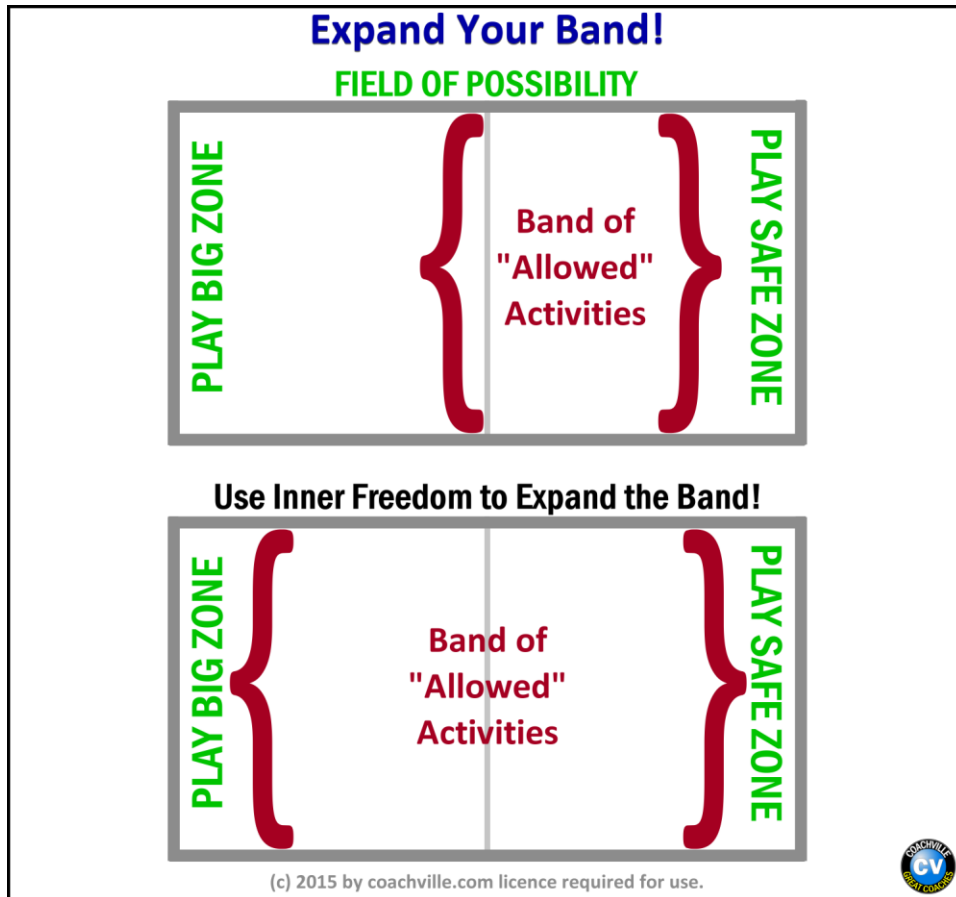 Expand Your Band!
FIELD OF POSSIBILITY
PLAY BIG ZONE
Band of
"Allowed"
Activities
PLAY SAFE ZONE
Use Inner Freedom to Expand the Band!
PLAY BIG ZONE
Band of
"Allowed"
Activities
PLAY SAFE ZONE
(c) 2015 by coachville.com licence required for use.
COACHVILLE
CV
GREAT COACHES